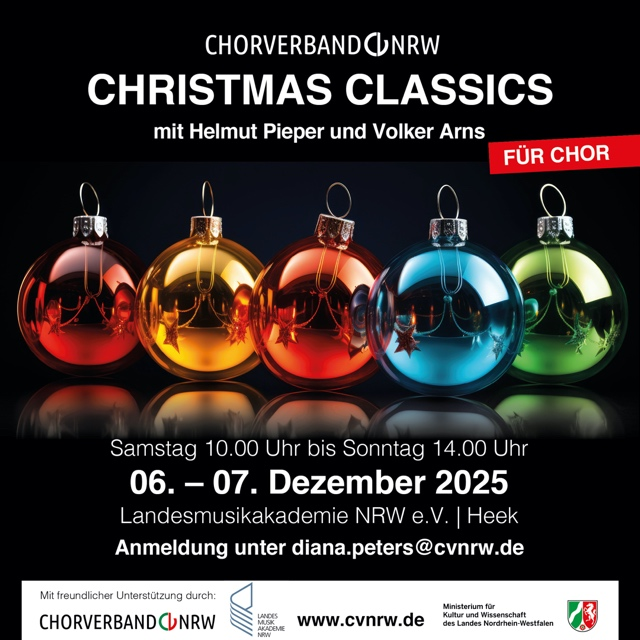 CHORVERBAND NRW
CHRISTMAS CLASSICS
mit Helmut Pieper und Volker Arns
FÜR CHOR
Samstag 10.00 Uhr bis Sonntag 14.00 Uhr
06. – 07. Dezember 2025
Landesmusikakademie NRW e.V. | Heek
Anmeldung unter diana.peters@cvnrw.de
Mit freundlicher Unterstützung durch:
CHORVERBAND NRW
LANDES
MUSIK
AKADEMIE
NRW
www.cvnrw.de
Ministerium für
Kultur und Wissenschaft
des Landes Nordrhein-Westfalen